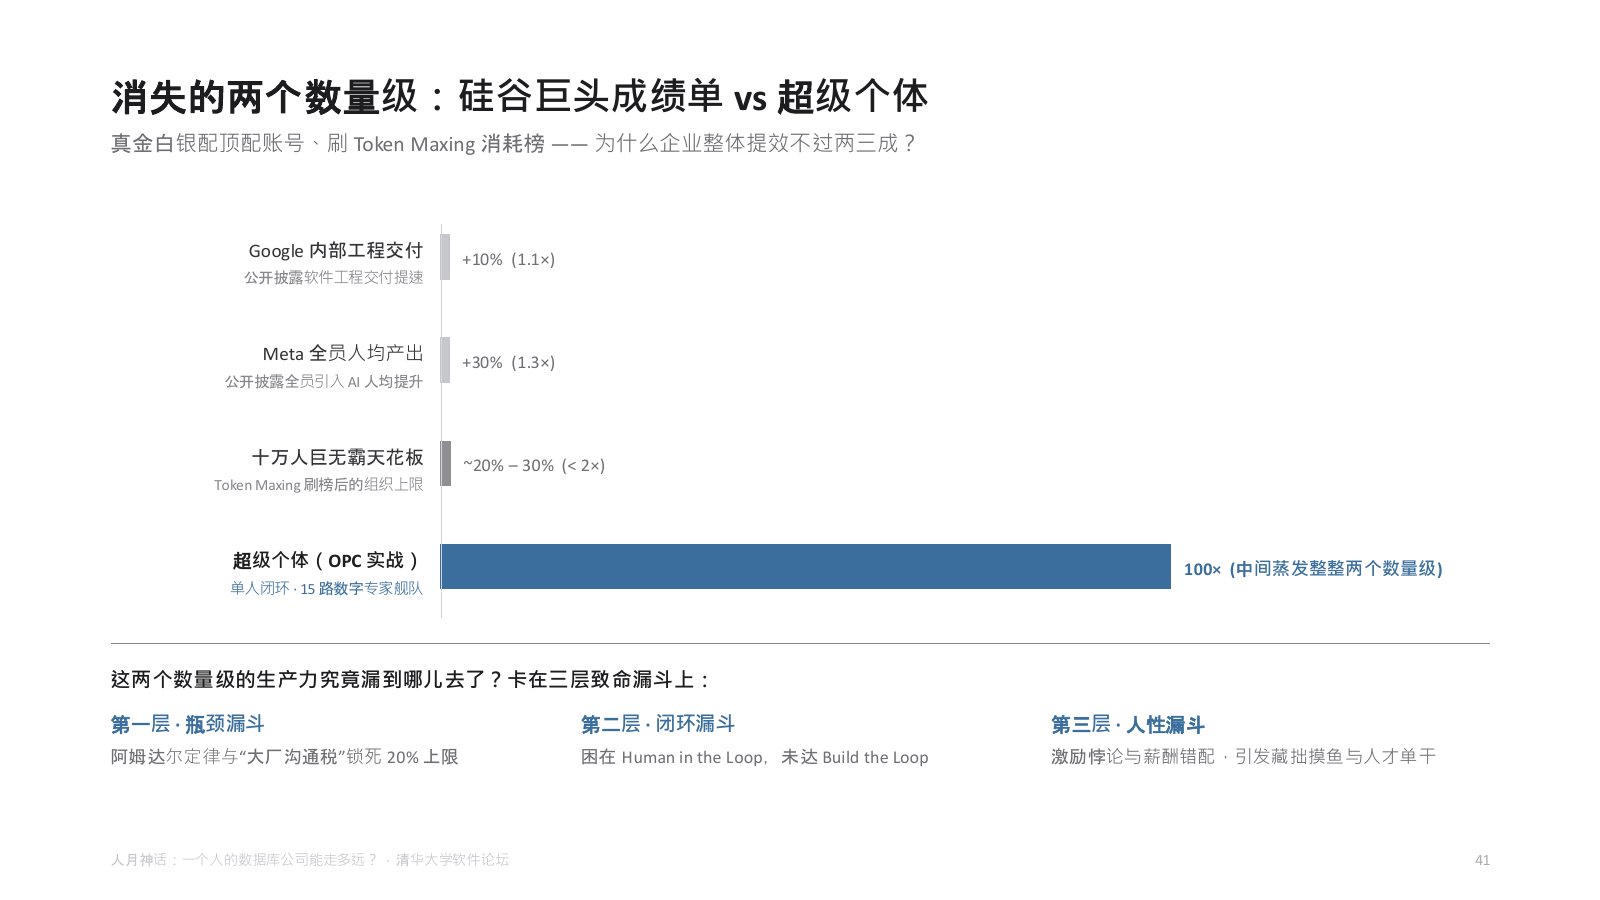 消失的两个数量级：硅谷巨头成绩单 vs 超级个体
真金白银配顶配账号、刷 Token Maxing 消耗榜 —— 为什么企业整体提效不过两三成？
Google 内部工程交付
公开披露软件工程交付提速
+10% (1.1×)
Meta 全员人均产出
公开披露全员引入 AI 人均提升
+30% (1.3×)
十万人巨无霸天花板
Token Maxing 刷榜后的组织上限
~20% – 30% (< 2×)
超级个体（OPC 实战）
单人闭环 · 15 路数字专家舰队
100× (中间蒸发整整两个数量级)
这两个数量级的生产力究竟漏到哪儿去了？卡在三层致命漏斗上：
第一层 · 瓶颈漏斗
阿姆达尔定律与“大厂沟通税”锁死 20% 上限
第二层 · 闭环漏斗
困在 Human in the Loop，未达 Build the Loop
第三层 · 人性漏斗
激励悖论与薪酬错配 · 引发藏拙摸鱼与人才单干
人月神话：一个人的数据库公司能走多远？ · 清华大学软件论坛
41